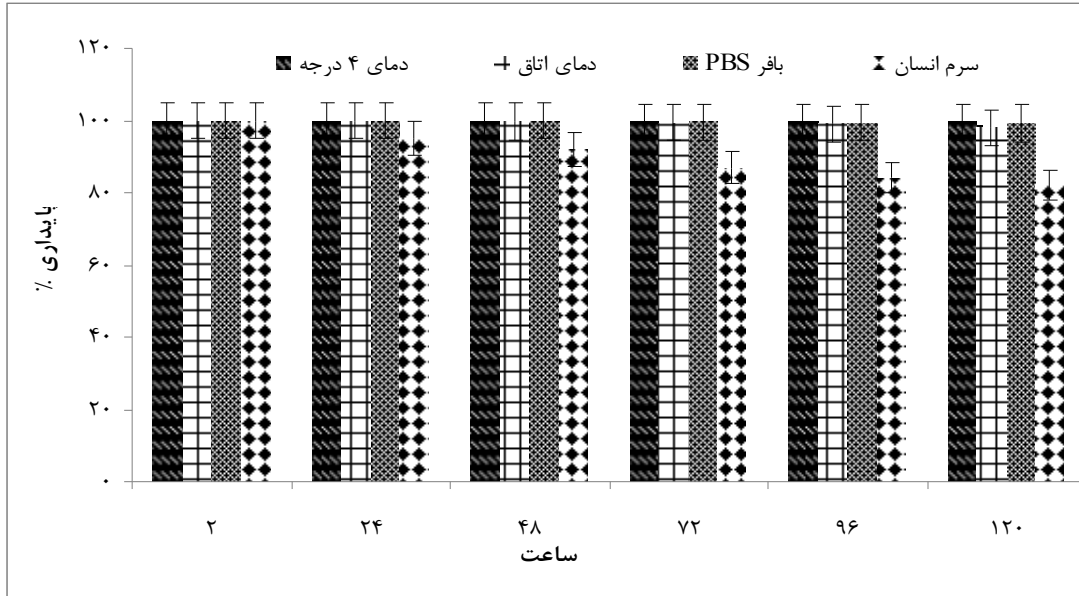 ۱۲۰
دمای ۴ درجه دمای اتاق بافر PBS سرم انسان
۱۰۰
۸۰
۶۰
۴۰
۲۰
۰
پایداری %
۲ ۲۴ ۴۸ ۷۲ ۹۶ ۱۲۰
ساعت